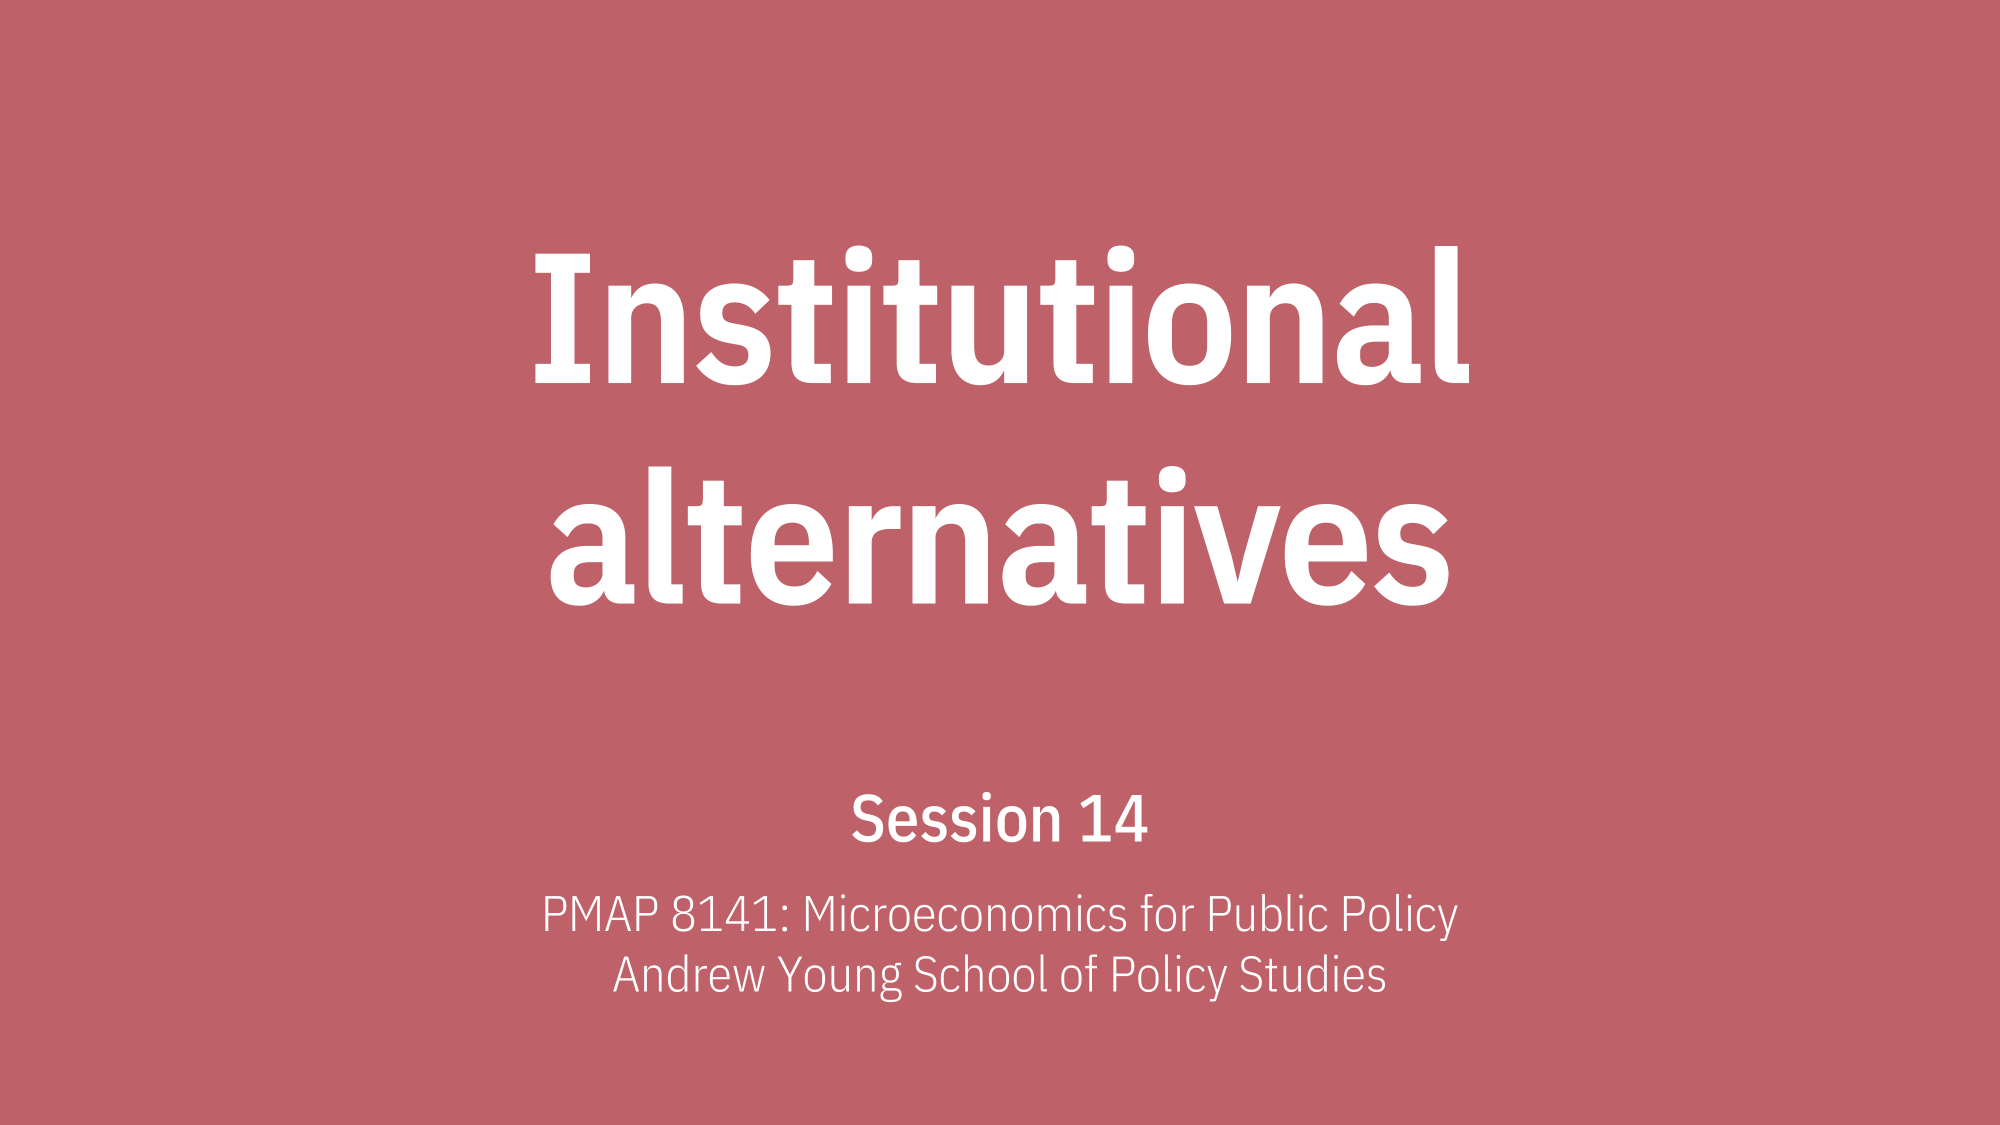 Institutional
alternatives
Session 14
PMAP 8141: Microeconomics for Public Policy
Andrew Young School of Policy Studies